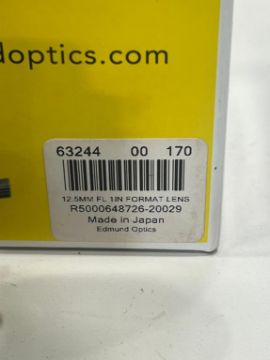 doptics.com
63244 00 170
12.5MM FL 1IN FORMAT LENS
R5000648726-20029
Made in Japan
Edmund Optics